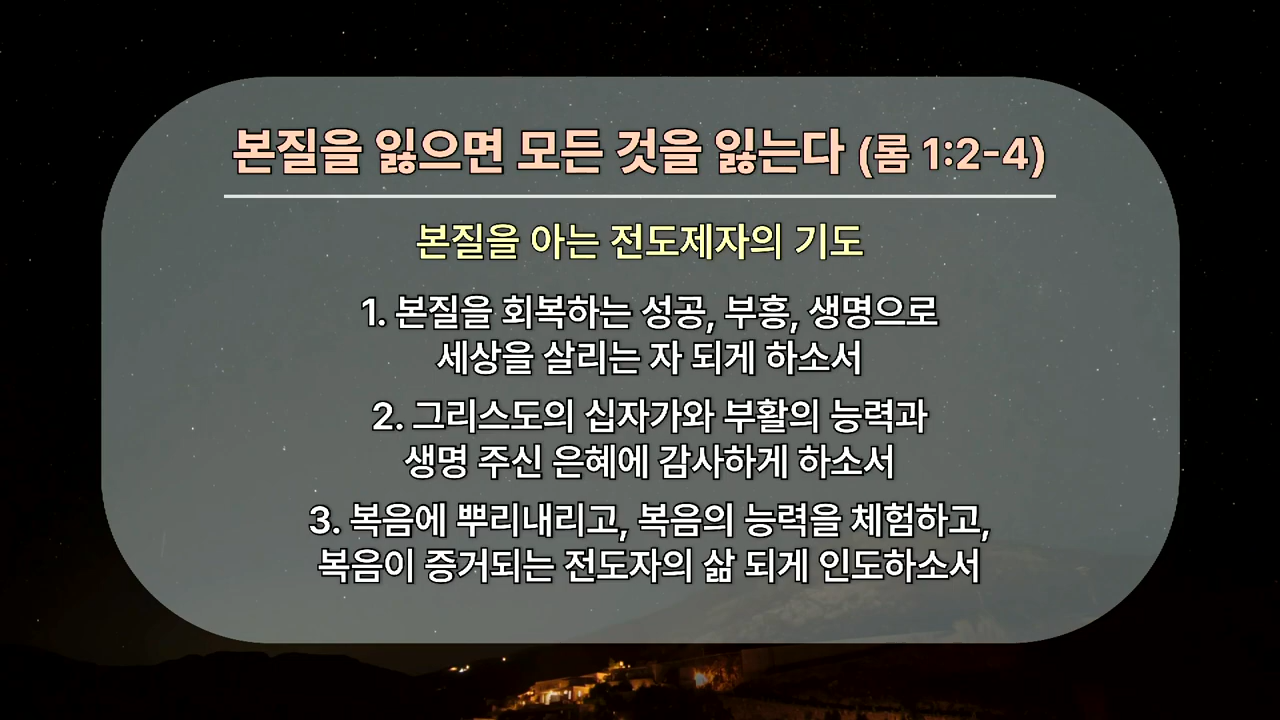 본질을 잃으면 모든 것을 잃는다 (롬 1:2-4)
본질을 아는 전도제자의 기도
1. 본질을 회복하는 성공, 부흥, 생명으로
세상을 살리는 자 되게 하소서
2. 그리스도의 십자가와 부활의 능력과
생명 주신 은혜에 감사하게 하소서
3. 복음에 뿌리내리고, 복음의 능력을 체험하고,
복음이 증거되는 전도자의 삶 되게 인도하소서